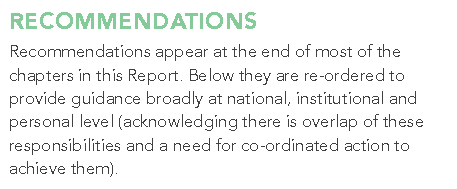 RECOMMENDATIONS
Recommendations appear at the end of most of the
chapters in this Report. Below they are re-ordered to
provide guidance broadly at national, institutional and
personal level (acknowledging there is overlap of these
responsibilities and a need for co-ordinated action to
achieve them).